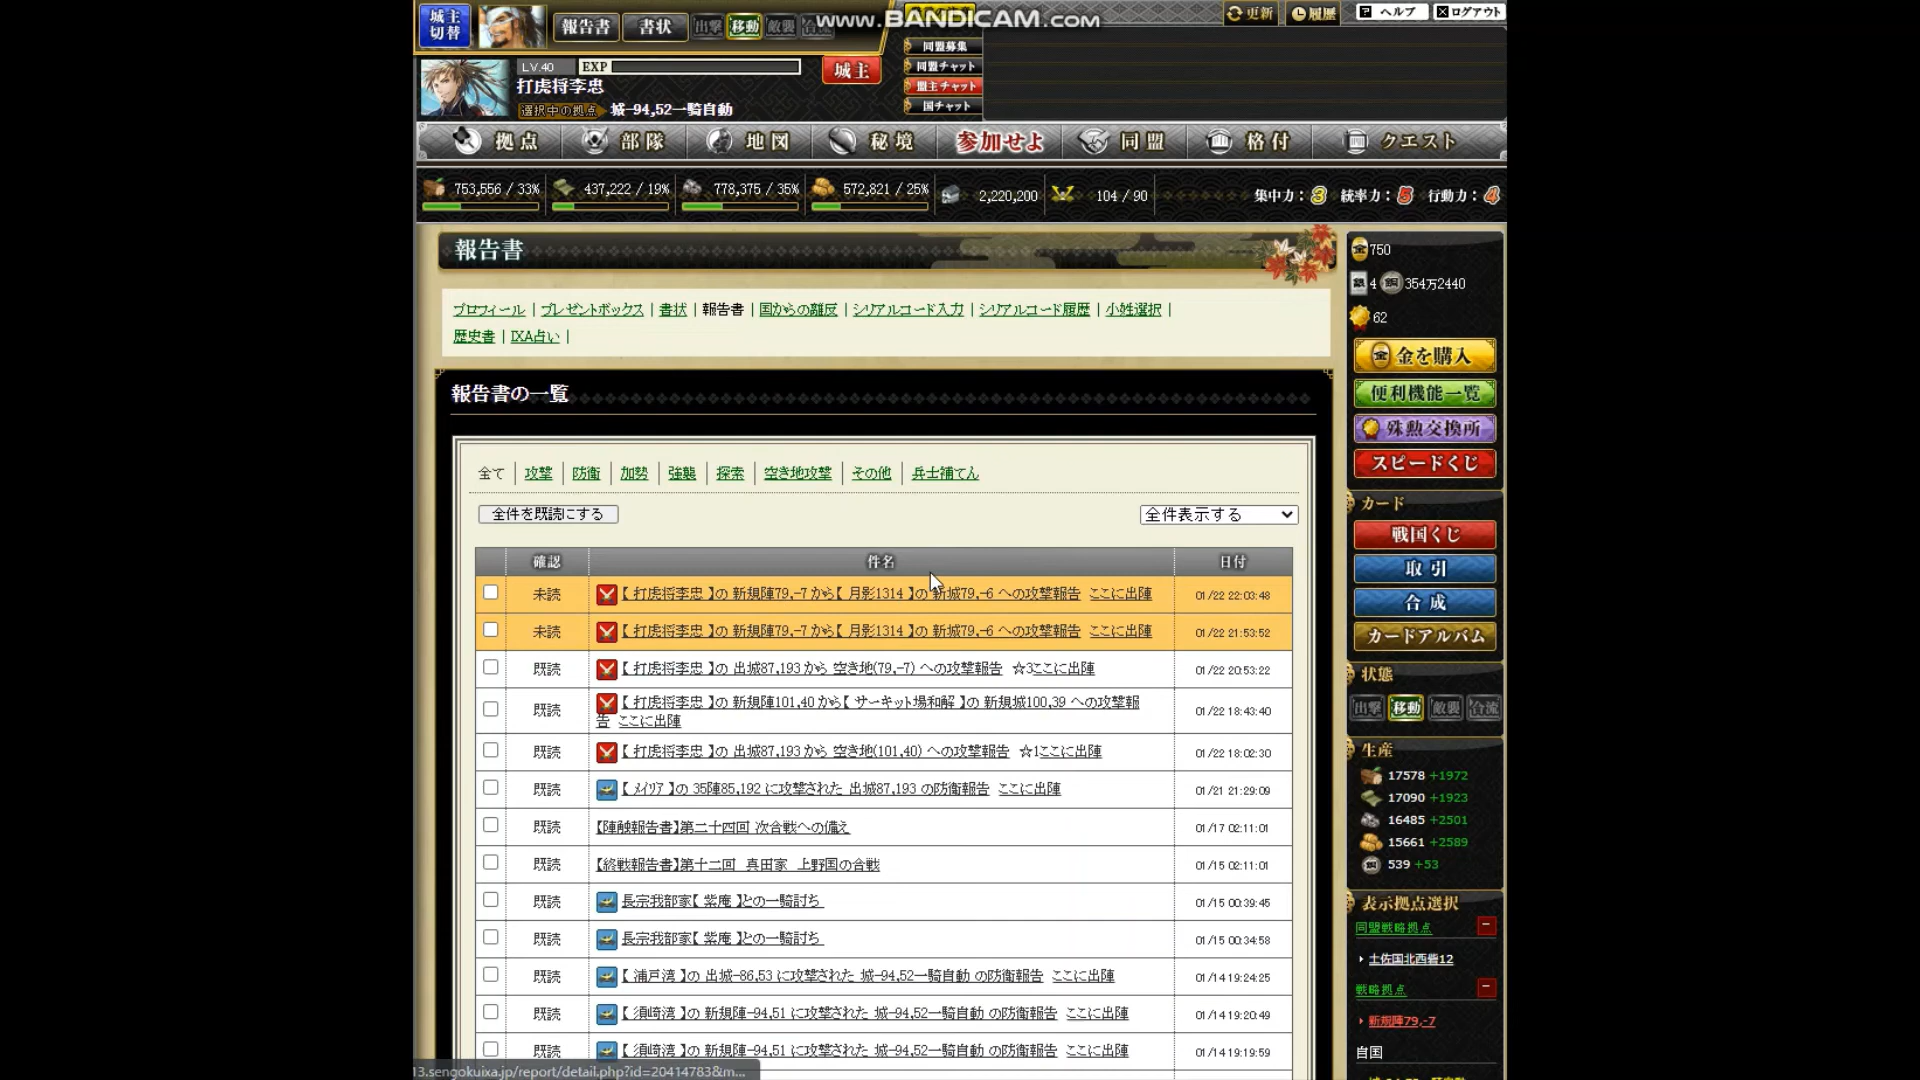 城主
切替
報告書
書状
出撃
移動
敵襲
合流
www.BANDICAM.com
更新
履歴
ヘルプ
ログアウト
LV.40
EXP
打虎将李忠
選択中の拠点
城-94,52一騎自動
城主
同盟募集
同盟チャット
盟主チャット
国チャット
拠点
部隊
地図
秘境
参加せよ
同盟
格付
クエスト
753,556 / 33%
437,222 / 19%
778,375 / 35%
572,821 / 25%
2,220,200
104 / 90
集中力：3 統率力：5 行動力：4
報告書
プロフィール | プレゼントボックス | 書状 | 報告書 | 国からの離反 | シリアルコード入力 | シリアルコード履歴 | 小姓選択 |
歴史書 | IXA占い |
報告書の一覧
全て | 攻撃 | 防衛 | 加勢 | 強襲 | 探索 | 空き地攻撃 | その他 | 兵士補てん
全件を既読にする
全件表示する
確認 件名 日付
未読 【 打虎将李忠 】の 新規陣79,-7 から【 月影1314 】の 新城79,-6 への攻撃報告 ここに出陣 01/22 22:03:48
未読 【 打虎将李忠 】の 新規陣79,-7 から【 月影1314 】の 新城79,-6 への攻撃報告 ここに出陣 01/22 21:53:52
既読 【 打虎将李忠 】の 出城87,193 から 空き地(79,-7) への攻撃報告 ☆3ここに出陣 01/22 20:53:22
既読 【 打虎将李忠 】の 新規陣101,40 から【 サーキット場和解 】の 新規城100,39 への攻撃報
告 ここに出陣 01/22 18:43:40
既読 【 打虎将李忠 】の 出城87,193 から 空き地(101,40) への攻撃報告 ☆1ここに出陣 01/22 18:02:30
既読 【 メイリア 】の 35陣85,192 に攻撃された 出城87,193 の防衛報告 ここに出陣 01/21 21:29:09
既読 【陣触報告書】第二十四回 次合戦への備え 01/17 02:11:01
既読 【終戦報告書】第十二回 真田家 上野国の合戦 01/15 02:11:01
既読 長宗我部家【 紫庵 】との一騎討ち 01/15 00:39:45
既読 長宗我部家【 紫庵 】との一騎討ち 01/15 00:34:58
既読 【 浦戸湾 】の 出城-86,53 に攻撃された 城-94,52一騎自動 の防衛報告 ここに出陣 01/14 19:24:25
既読 【 須崎湾 】の 新規陣-94,51 に攻撃された 城-94,52一騎自動 の防衛報告 ここに出陣 01/14 19:20:49
既読 【 須崎湾 】の 新規陣-94,51 に攻撃された 城-94,52一騎自動 の防衛報告 ここに出陣 01/14 19:19:59
13.sengokuixa.jp/report/detail.php?id=20414783&m...
金 750
銀 4 銅 354万2440
62
金を購入
便利機能一覧
殊勲交換所
スピードくじ
カード
戦国くじ
取引
合成
カードアルバム
状態
出撃
移動
敵襲
合流
生産
17578 +1972
17090 +1923
16485 +2501
15661 +2589
銅 539 +53
表示拠点選択
同盟戦略拠点
土佐国北西砦12
戦略拠点
新規陣79,-7
自国